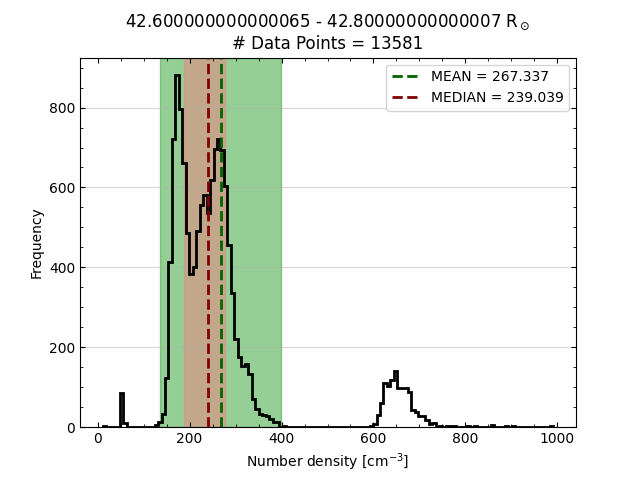 42.600000000000065 - 42.80000000000007 R⊙
# Data Points = 13581
MEAN = 267.337
MEDIAN = 239.039
Frequency
800
600
400
200
0
0 200 400 600 800 1000
Number density [cm⁻³]